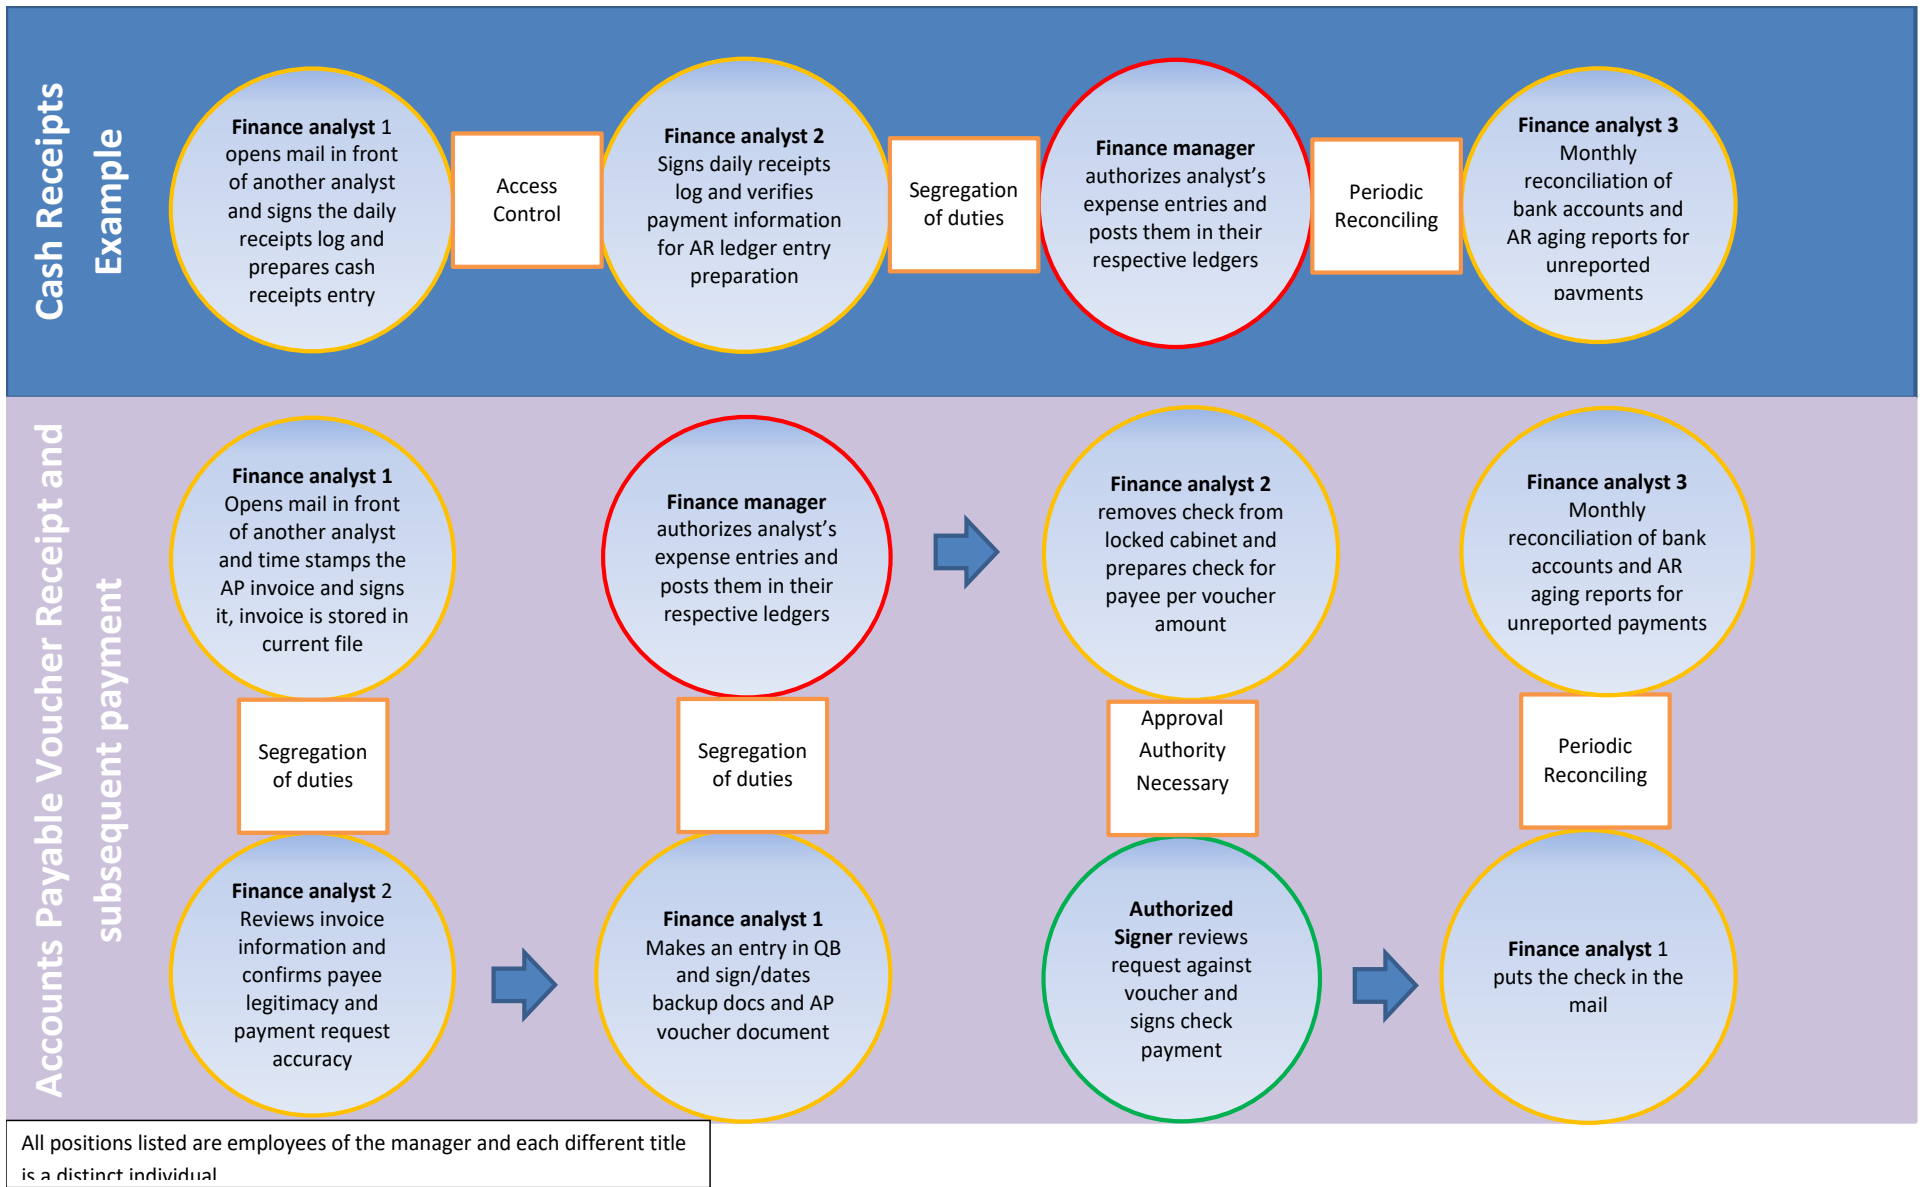 Cash Receipts
Example
Finance analyst 1
opens mail in front
of another analyst
and signs the daily
receipts log and
prepares cash
receipts entry
Access
Control
Finance analyst 2
Signs daily receipts
log and verifies
payment information
for AR ledger entry
preparation
Segregation
of duties
Finance manager
authorizes analyst’s
expense entries and
posts them in their
respective ledgers
Periodic
Reconciling
Finance analyst 3
Monthly
reconciliation of
bank accounts and
AR aging reports for
unreported
payments
Accounts Payable Voucher Receipt and
subsequent payment
Finance analyst 1
Opens mail in front
of another analyst
and time stamps the
AP invoice and signs
it, invoice is stored in
current file
Segregation
of duties
Finance analyst 2
Reviews invoice
information and
confirms payee
legitimacy and
payment request
accuracy
Finance analyst 1
Makes an entry in QB
and sign/dates
backup docs and AP
voucher document
Segregation
of duties
Finance manager
authorizes analyst’s
expense entries and
posts them in their
respective ledgers
Finance analyst 2
removes check from
locked cabinet and
prepares check for
payee per voucher
amount
Approval
Authority
Necessary
Authorized
Signer reviews
request against
voucher and
signs check
payment
Finance analyst 1
puts the check in the
mail
Periodic
Reconciling
Finance analyst 3
Monthly
reconciliation of bank
accounts and AR
aging reports for
unreported payments
All positions listed are employees of the manager and each different title
is a distinct individual